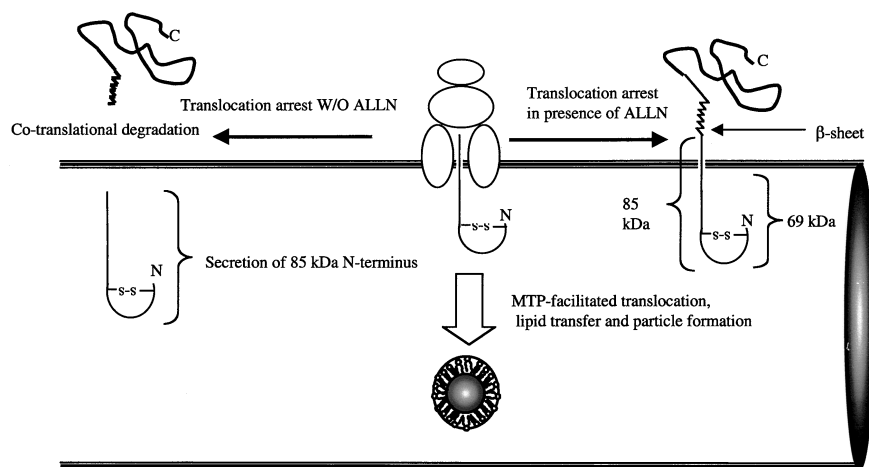 C
Translocation arrest W/O ALLN
Co-translational degradation
Translocation arrest
in presence of ALLN
C
β-sheet
N
s-s
Secretion of 85 kDa N-terminus
N
s-s
85
kDa
N
s-s
69 kDa
MTP-facilitated translocation,
lipid transfer and particle formation